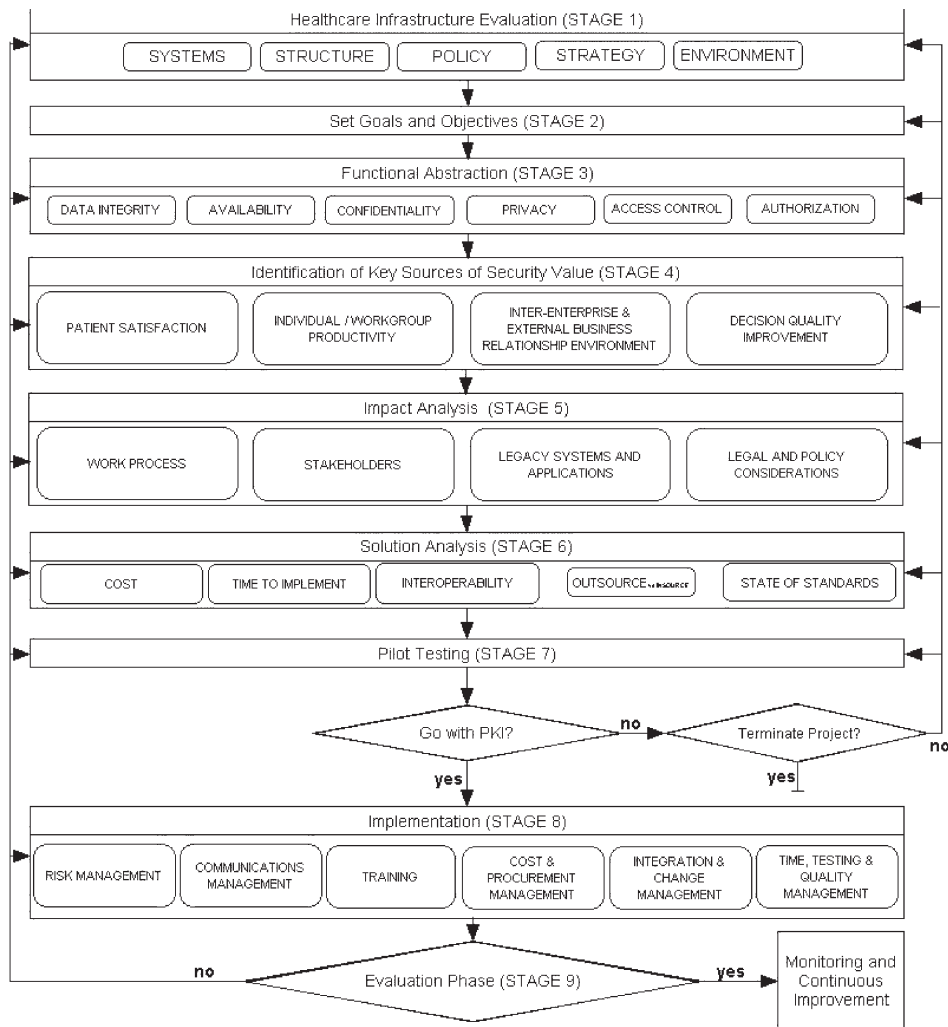 Healthcare Infrastructure Evaluation (STAGE 1)
SYSTEMS
STRUCTURE
POLICY
STRATEGY
ENVIRONMENT
Set Goals and Objectives (STAGE 2)
Functional Abstraction (STAGE 3)
DATA INTEGRITY
AVAILABILITY
CONFIDENTIALITY
PRIVACY
ACCESS CONTROL
AUTHORIZATION
Identification of Key Sources of Security Value (STAGE 4)
PATIENT SATISFACTION
INDIVIDUAL / WORKGROUP
PRODUCTIVITY
INTER-ENTERPRISE &
EXTERNAL BUSINESS
RELATIONSHIP ENVIRONMENT
DECISION QUALITY
IMPROVEMENT
Impact Analysis (STAGE 5)
WORK PROCESS
STAKEHOLDERS
LEGACY SYSTEMS AND
APPLICATIONS
LEGAL AND POLICY
CONSIDERATIONS
Solution Analysis (STAGE 6)
COST
TIME TO IMPLEMENT
INTEROPERABILITY
OUTSOURCE INSOURCE
STATE OF STANDARDS
Pilot Testing (STAGE 7)
Go with PKI?
no
Terminate Project?
no
yes
yes
Implementation (STAGE 8)
RISK MANAGEMENT
COMMUNICATIONS
MANAGEMENT
TRAINING
COST &
PROCUREMENT
MANAGEMENT
INTEGRATION &
CHANGE
MANAGEMENT
TIME, TESTING &
QUALITY
MANAGEMENT
no
Evaluation Phase (STAGE 9)
yes
Monitoring and
Continuous
Improvement